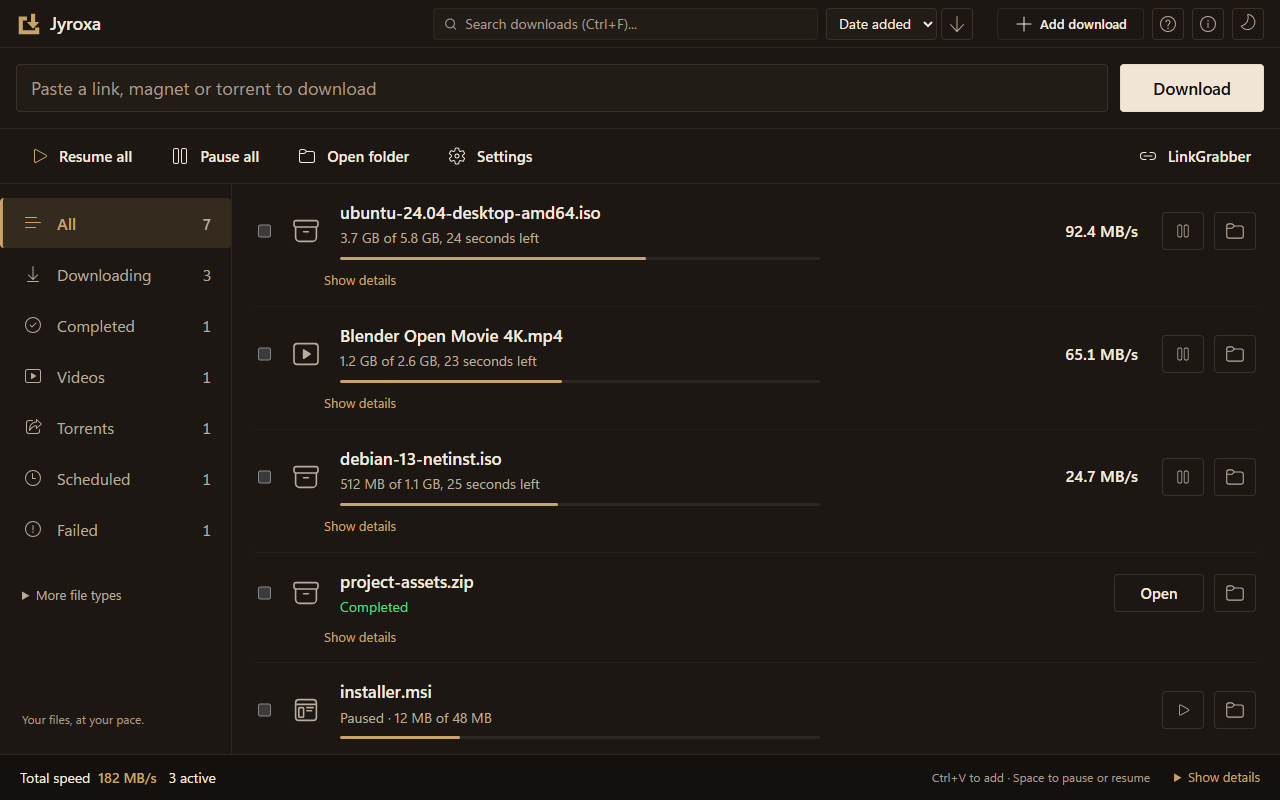 Jyroxa
Search downloads (Ctrl+F)...
Date added
Add download
Paste a link, magnet or torrent to download
Download
Resume all
Pause all
Open folder
Settings
LinkGrabber
All 7
Downloading 3
Completed 1
Videos 1
Torrents 1
Scheduled 1
Failed 1
More file types
Your files, at your pace.
ubuntu-24.04-desktop-amd64.iso
3.7 GB of 5.8 GB, 24 seconds left
92.4 MB/s
Show details
Blender Open Movie 4K.mp4
1.2 GB of 2.6 GB, 23 seconds left
65.1 MB/s
Show details
debian-13-netinst.iso
512 MB of 1.1 GB, 25 seconds left
24.7 MB/s
Show details
project-assets.zip
Completed
Open
Show details
installer.msi
Paused · 12 MB of 48 MB
Total speed 182 MB/s 3 active
Ctrl+V to add · Space to pause or resume
Show details